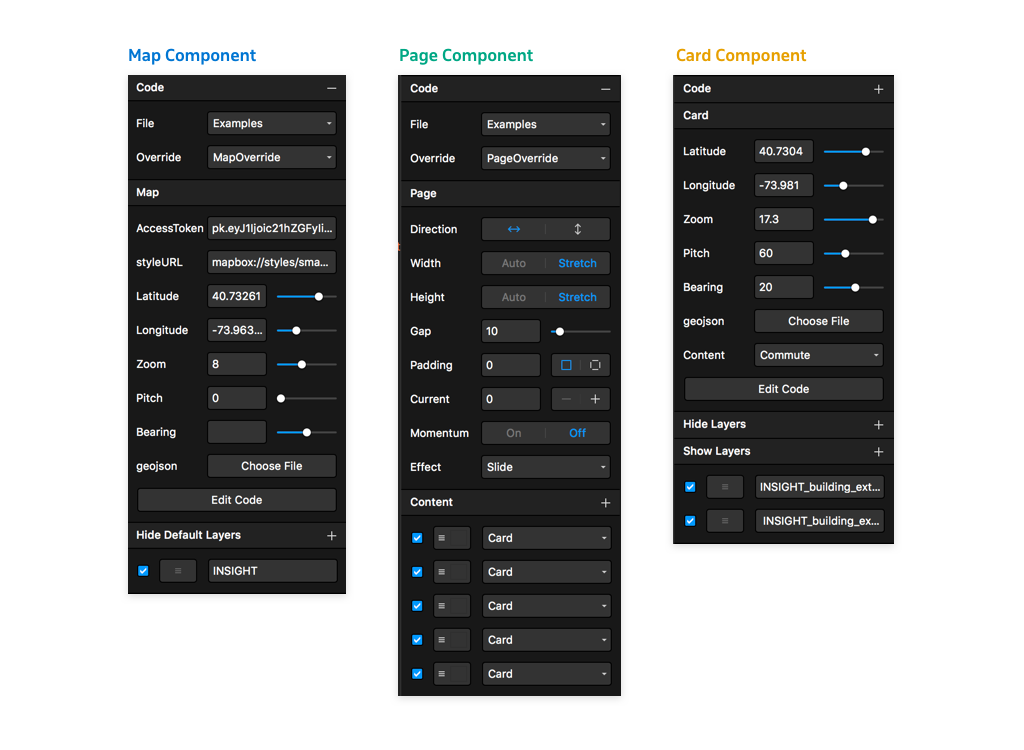 Map Component
Code
File Examples
Override MapOverride
Map
AccessToken pk.eyJ1Ijoic21hZGFyIi...
styleURL mapbox://styles/sma...
Latitude 40.73261
Longitude -73.963...
Zoom 8
Pitch 0
Bearing
geojson Choose File
Edit Code
Hide Default Layers
INSIGHT
Page Component
Code
File Examples
Override PageOverride
Page
Direction
Width Auto Stretch
Height Auto Stretch
Gap 10
Padding 0
Current 0
Momentum On Off
Effect Slide
Content
Card
Card
Card
Card
Card
Card Component
Code
Card
Latitude 40.7304
Longitude -73.981
Zoom 17.3
Pitch 60
Bearing 20
geojson Choose File
Content Commute
Edit Code
Hide Layers
Show Layers
INSIGHT_building_ext...
INSIGHT_building_ex...